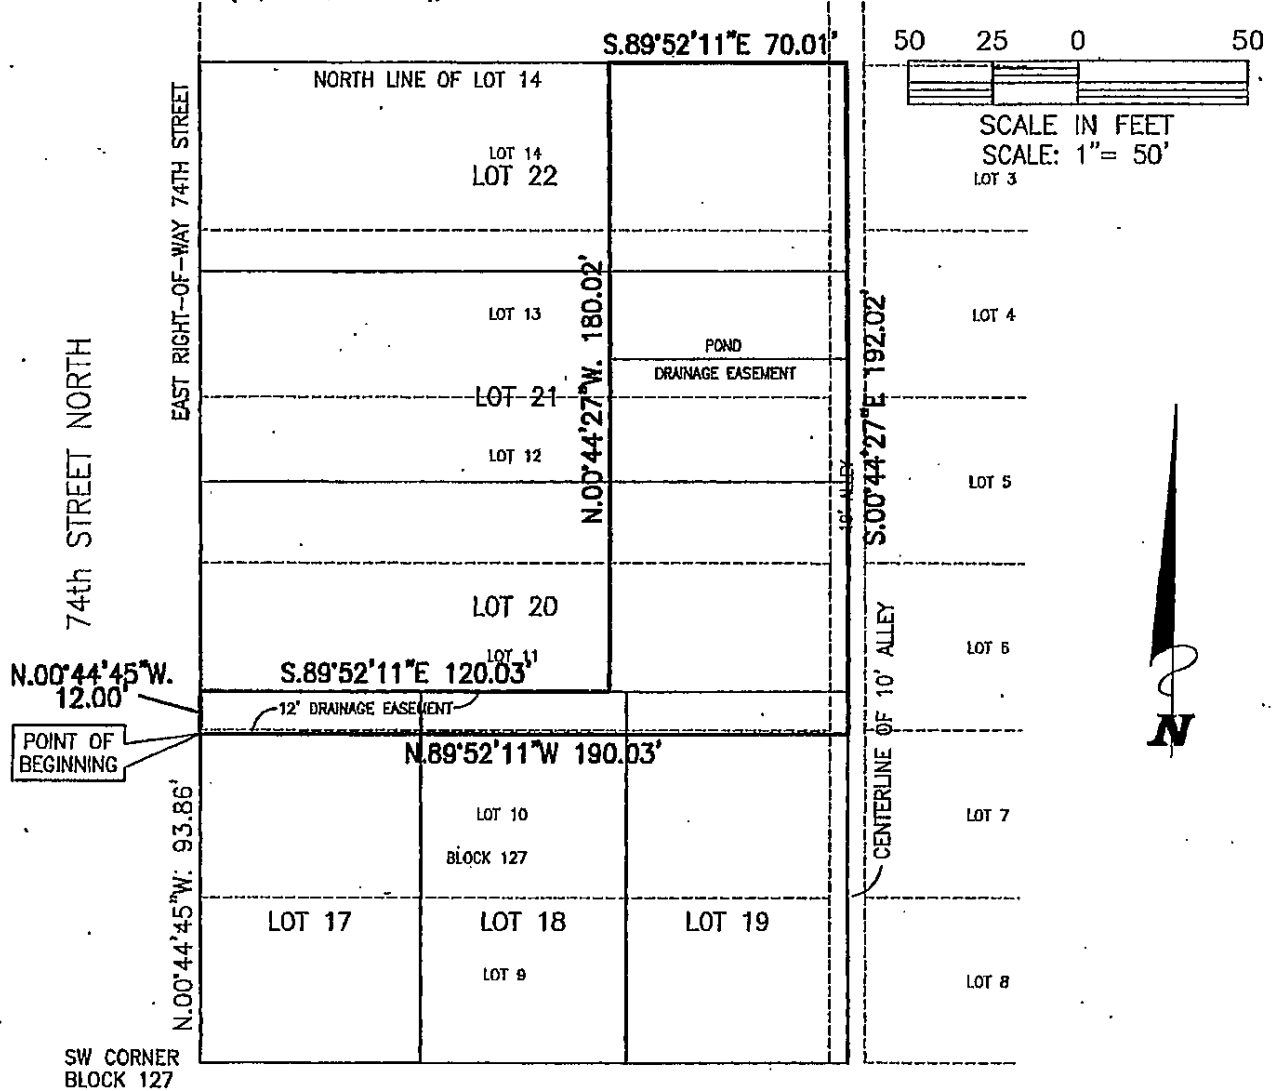 S.89°52'11"E 70.01'
50 25 0 50
SCALE IN FEET
SCALE: 1"= 50'
NORTH LINE OF LOT 14
EAST RIGHT-OF-WAY 74TH STREET
LOT 14
LOT 22
LOT 3
LOT 13
N.00°44'27"W. 180.02'
LOT 4
S.00°44'27"E 192.02'
POND
DRAINAGE EASEMENT
74th STREET NORTH
LOT 21
LOT 12
10' ALLEY
LOT 5
LOT 20
LOT 11
LOT 6
N.00°44'45"W.
12.00'
S.89°52'11"E 120.03'
12' DRAINAGE EASEMENT
POINT OF
BEGINNING
N.89°52'11"W 190.03'
CENTERLINE OF 10' ALLEY
N
N.00°44'45"W. 93.86'
LOT 10
LOT 7
BLOCK 127
LOT 17
LOT 18
LOT 19
LOT 9
LOT 8
SW CORNER
BLOCK 127